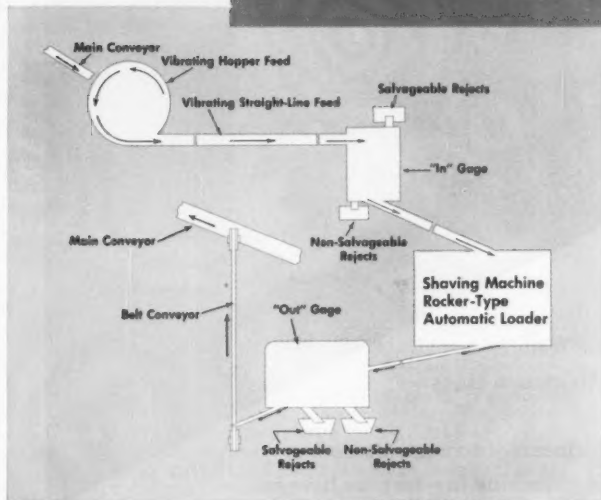 Main Conveyor
Vibrating Hopper Feed
Vibrating Straight-Line Feed
Salvageable Rejects
"In" Gage
Non-Salvageable
Rejects
Main Conveyor
Shaving Machine
Rocker-Type
Automatic Loader
Belt Conveyor
"Out" Gage
Salvageable
Rejects
Non-Salvageable
Rejects